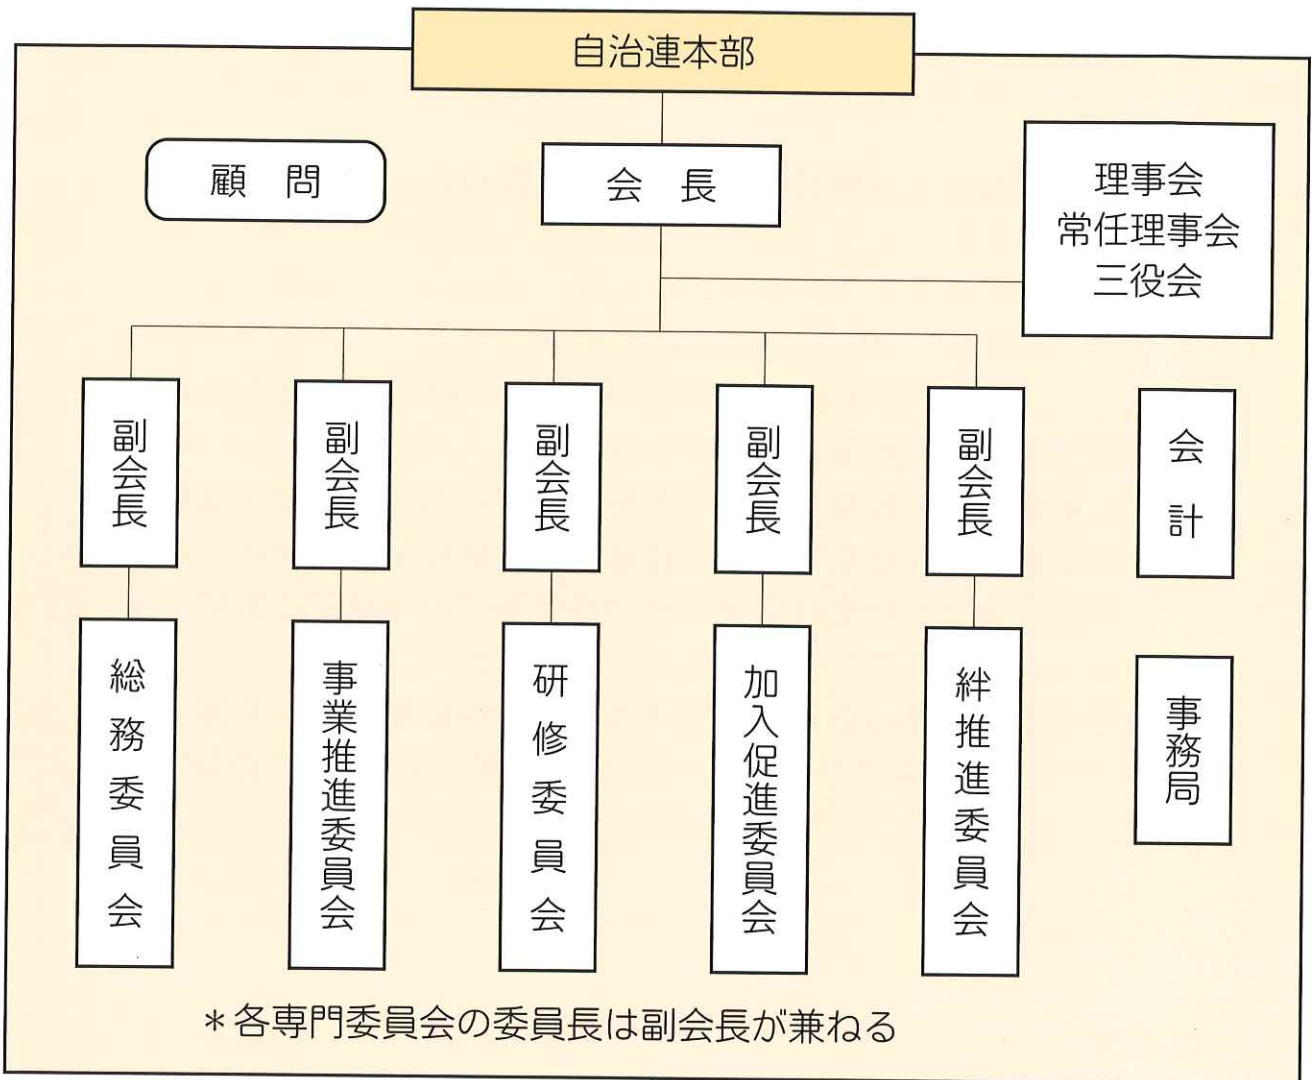 自治連本部
顧　問
会　長
理事会
常任理事会
三役会
副会長
副会長
副会長
副会長
副会長
会計
総務委員会
事業推進委員会
研修委員会
加入促進委員会
絆推進委員会
事務局
＊各専門委員会の委員長は副会長が兼ねる